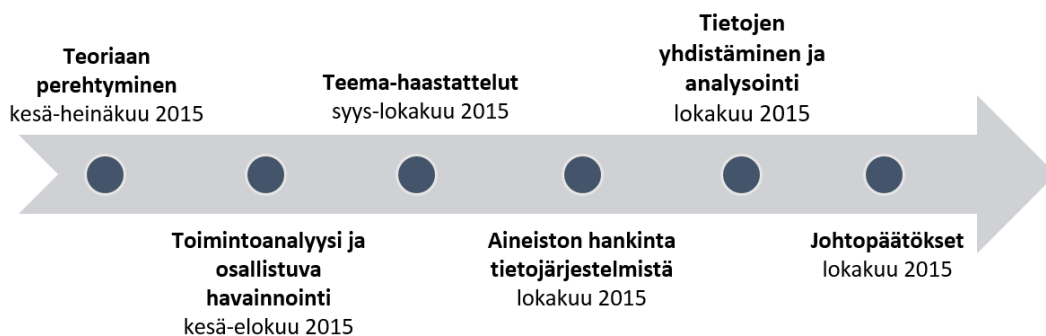 Teoriaan
perehtyminen
kesä-heinäkuu 2015
Toimintoanalyysi ja
osallistuva
havainnointi
kesä-elokuu 2015
Teema-haastattelut
syys-lokakuu 2015
Aineiston hankinta
tietojärjestelmistä
lokakuu 2015
Tietojen
yhdistäminen ja
analysointi
lokakuu 2015
Johtopäätökset
lokakuu 2015